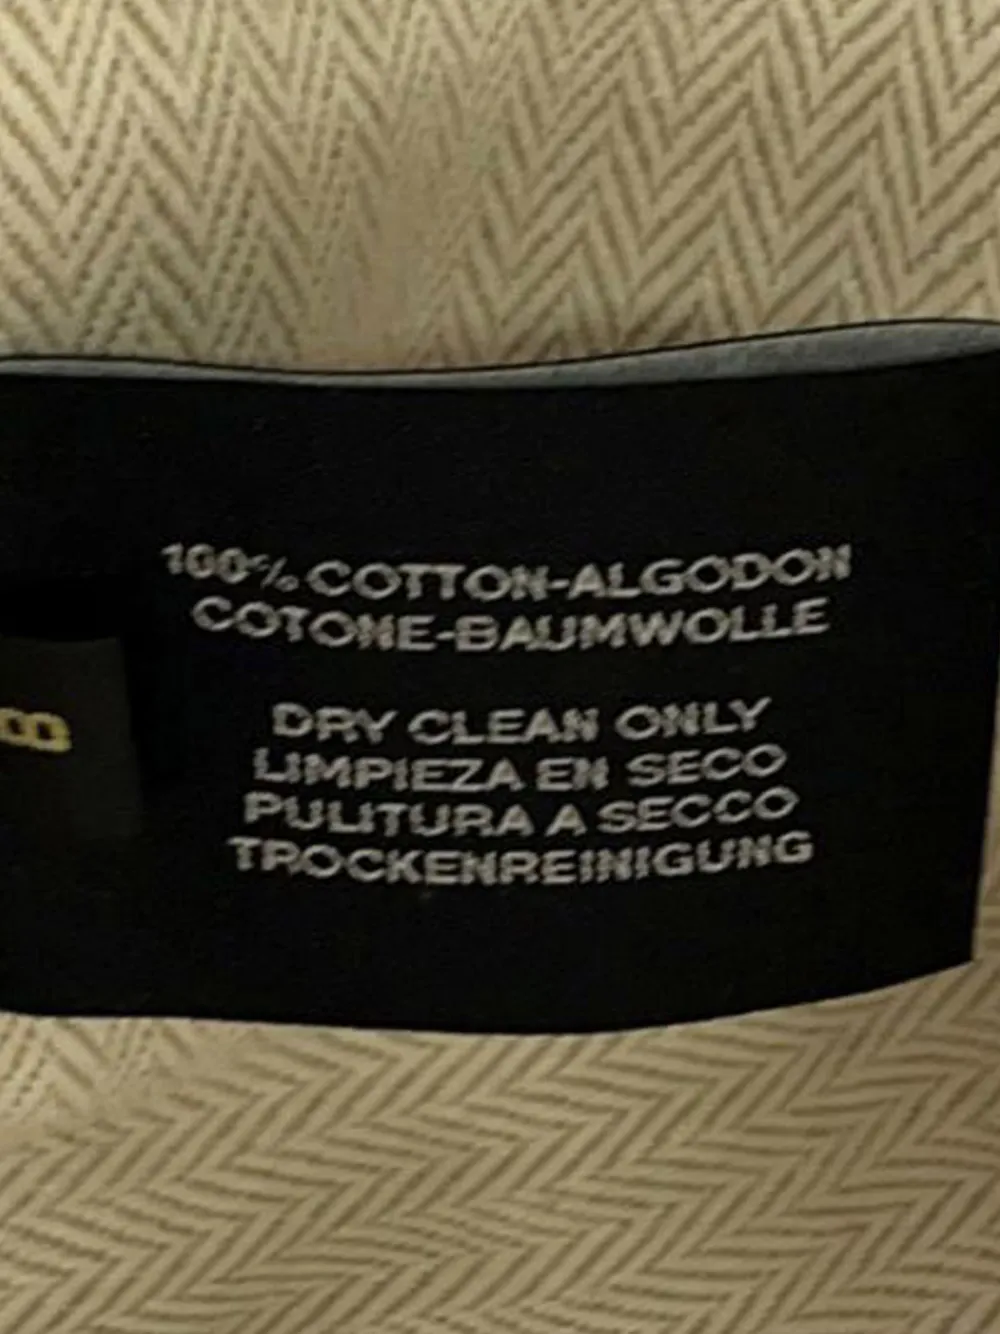 100% COTTON-ALGODON
COTONE-BAUMWOLLE
DRY CLEAN ONLY
LIMPIEZA EN SECO
PULITURA A SECCO
TROCKENREINIGUNG